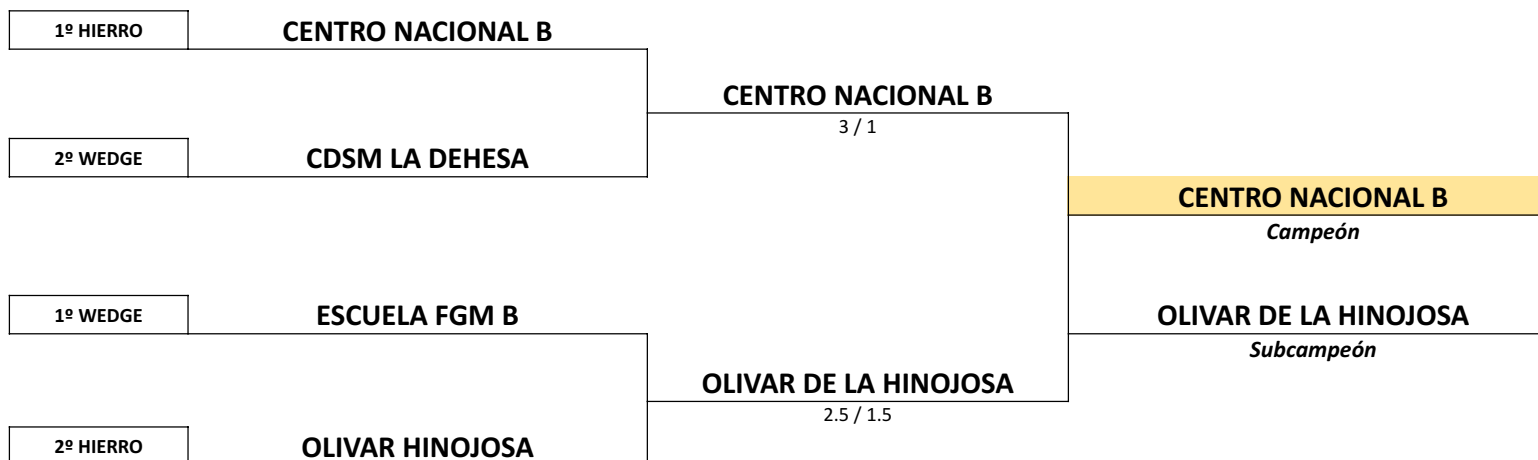 1º HIERRO
CENTRO NACIONAL B
CENTRO NACIONAL B
3 / 1
2º WEDGE
CDSM LA DEHESA
CENTRO NACIONAL B
Campeón
1º WEDGE
ESCUELA FGM B
OLIVAR DE LA HINOJOSA
Subcampeón
OLIVAR DE LA HINOJOSA
2.5 / 1.5
2º HIERRO
OLIVAR HINOJOSA